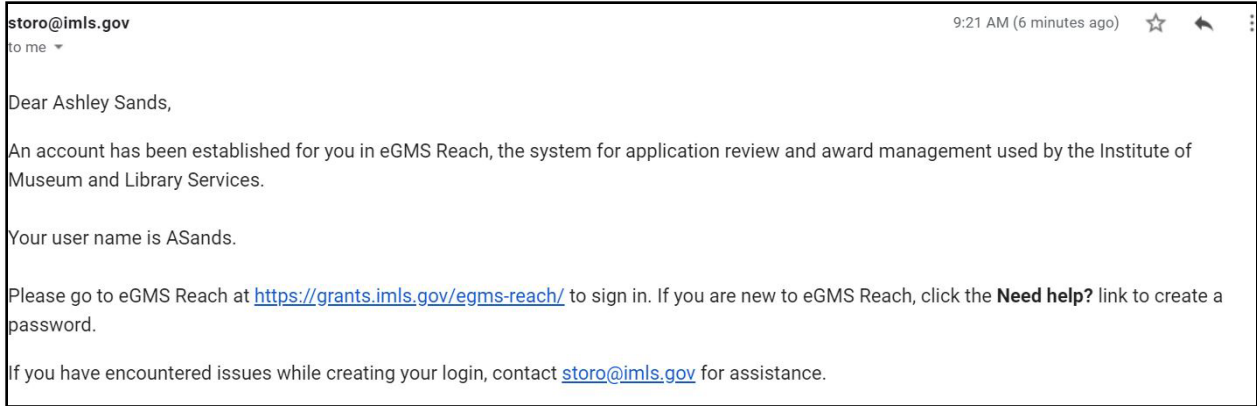 storo@imls.gov 9:21 AM (6 minutes ago)
to me
Dear Ashley Sands,
An account has been established for you in eGMS Reach, the system for application review and award management used by the Institute of
Museum and Library Services.
Your user name is ASands.
Please go to eGMS Reach at https://grants.imls.gov/egms-reach/ to sign in. If you are new to eGMS Reach, click the Need help? link to create a
password.
If you have encountered issues while creating your login, contact storo@imls.gov for assistance.